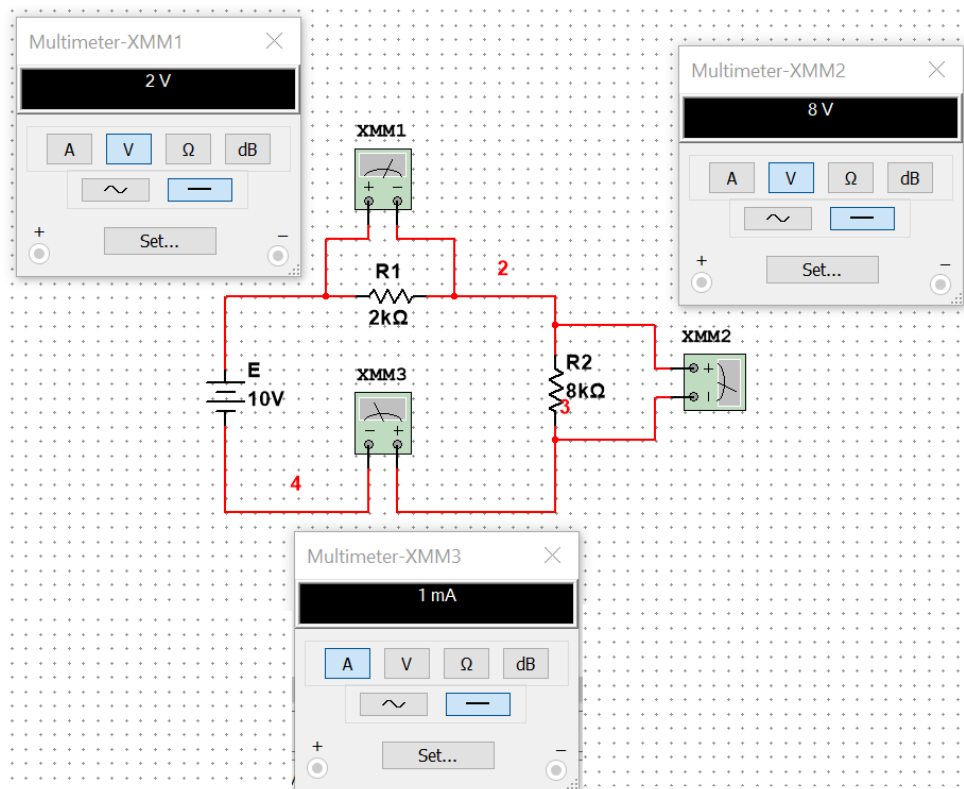 Multimeter-XMM1
2 V
A V Ω dB
Set...
+ −
Multimeter-XMM2
8 V
A V Ω dB
Set...
+ −
XMM1
+ −
2
R1
2kΩ
XMM2
+
R2
8kΩ
3
E
10V
XMM3
− +
4
Multimeter-XMM3
1 mA
A V Ω dB
Set...
+ −